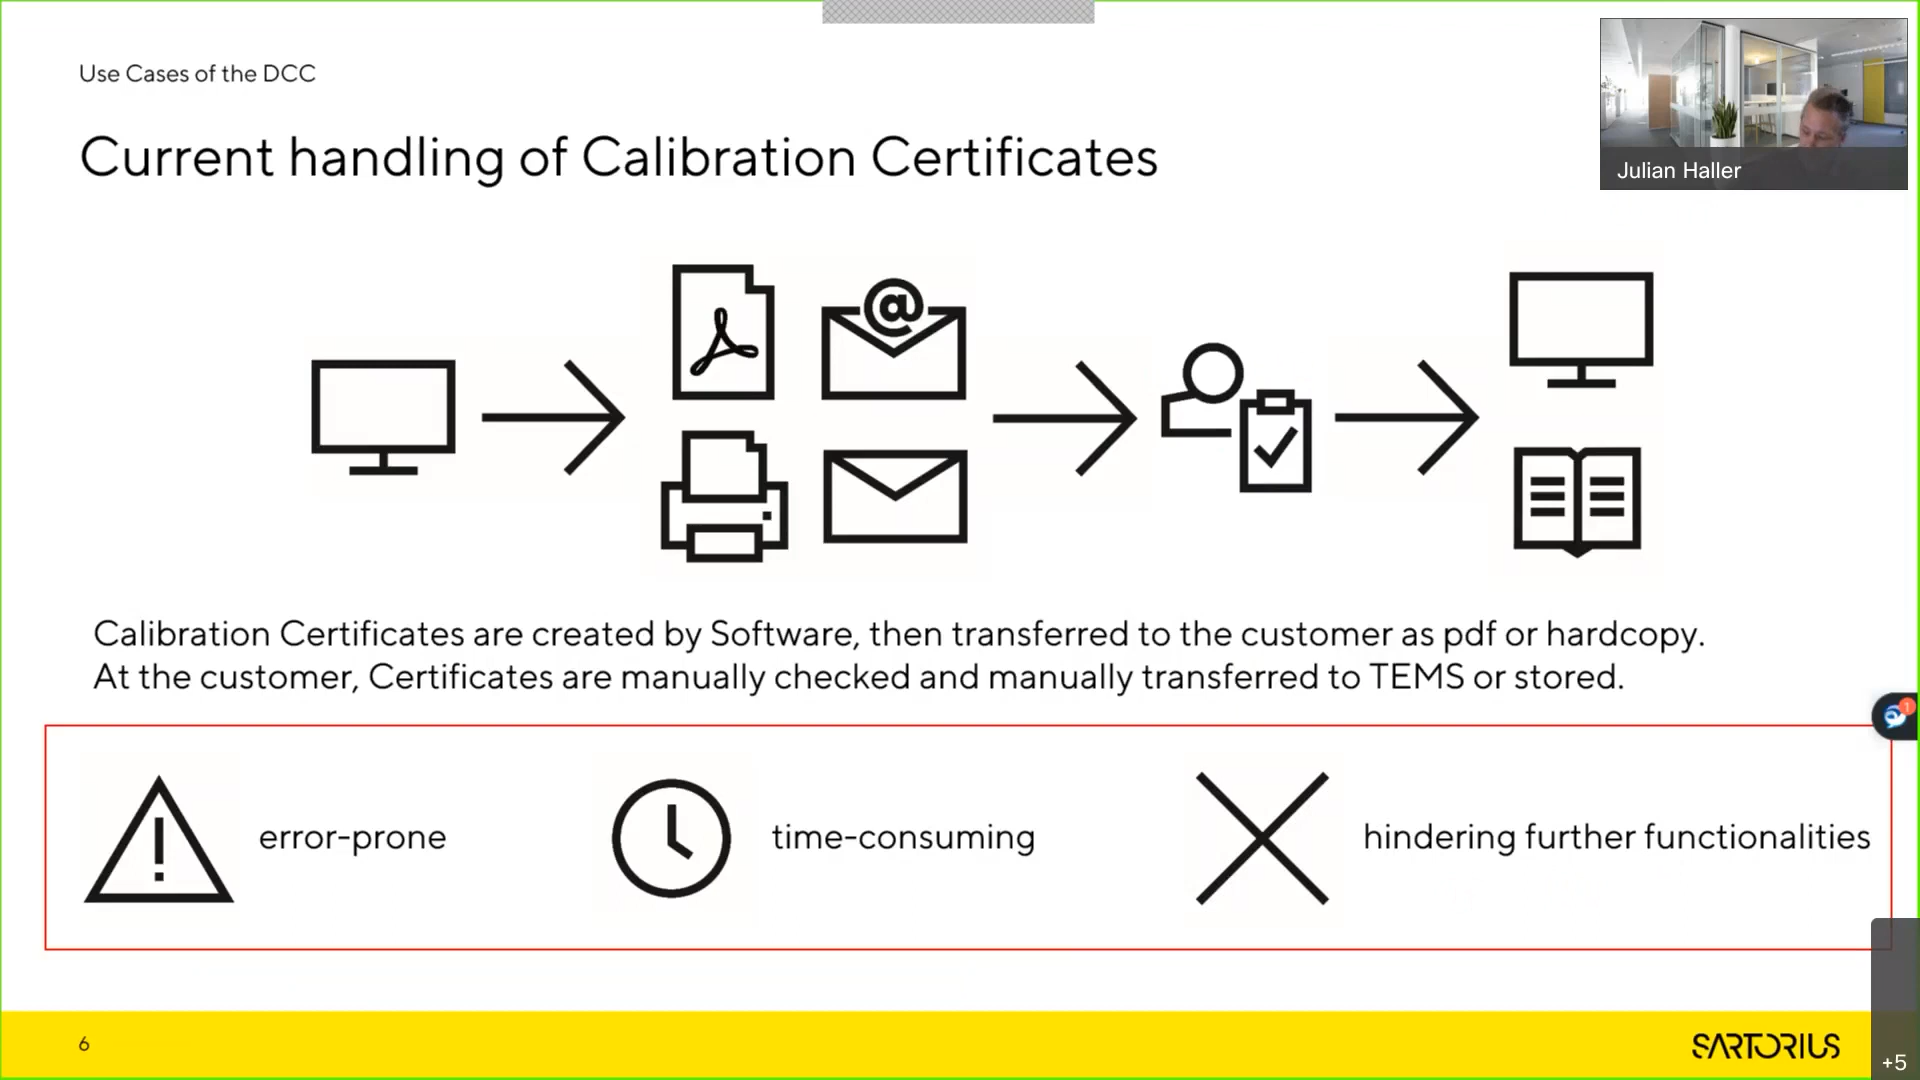 Use Cases of the DCC
Current handling of Calibration Certificates
Julian Haller
@
Calibration Certificates are created by Software, then transferred to the customer as pdf or hardcopy.
At the customer, Certificates are manually checked and manually transferred to TEMS or stored.
1
! error-prone
time-consuming
hindering further functionalities
6
SARTORIUS
+5